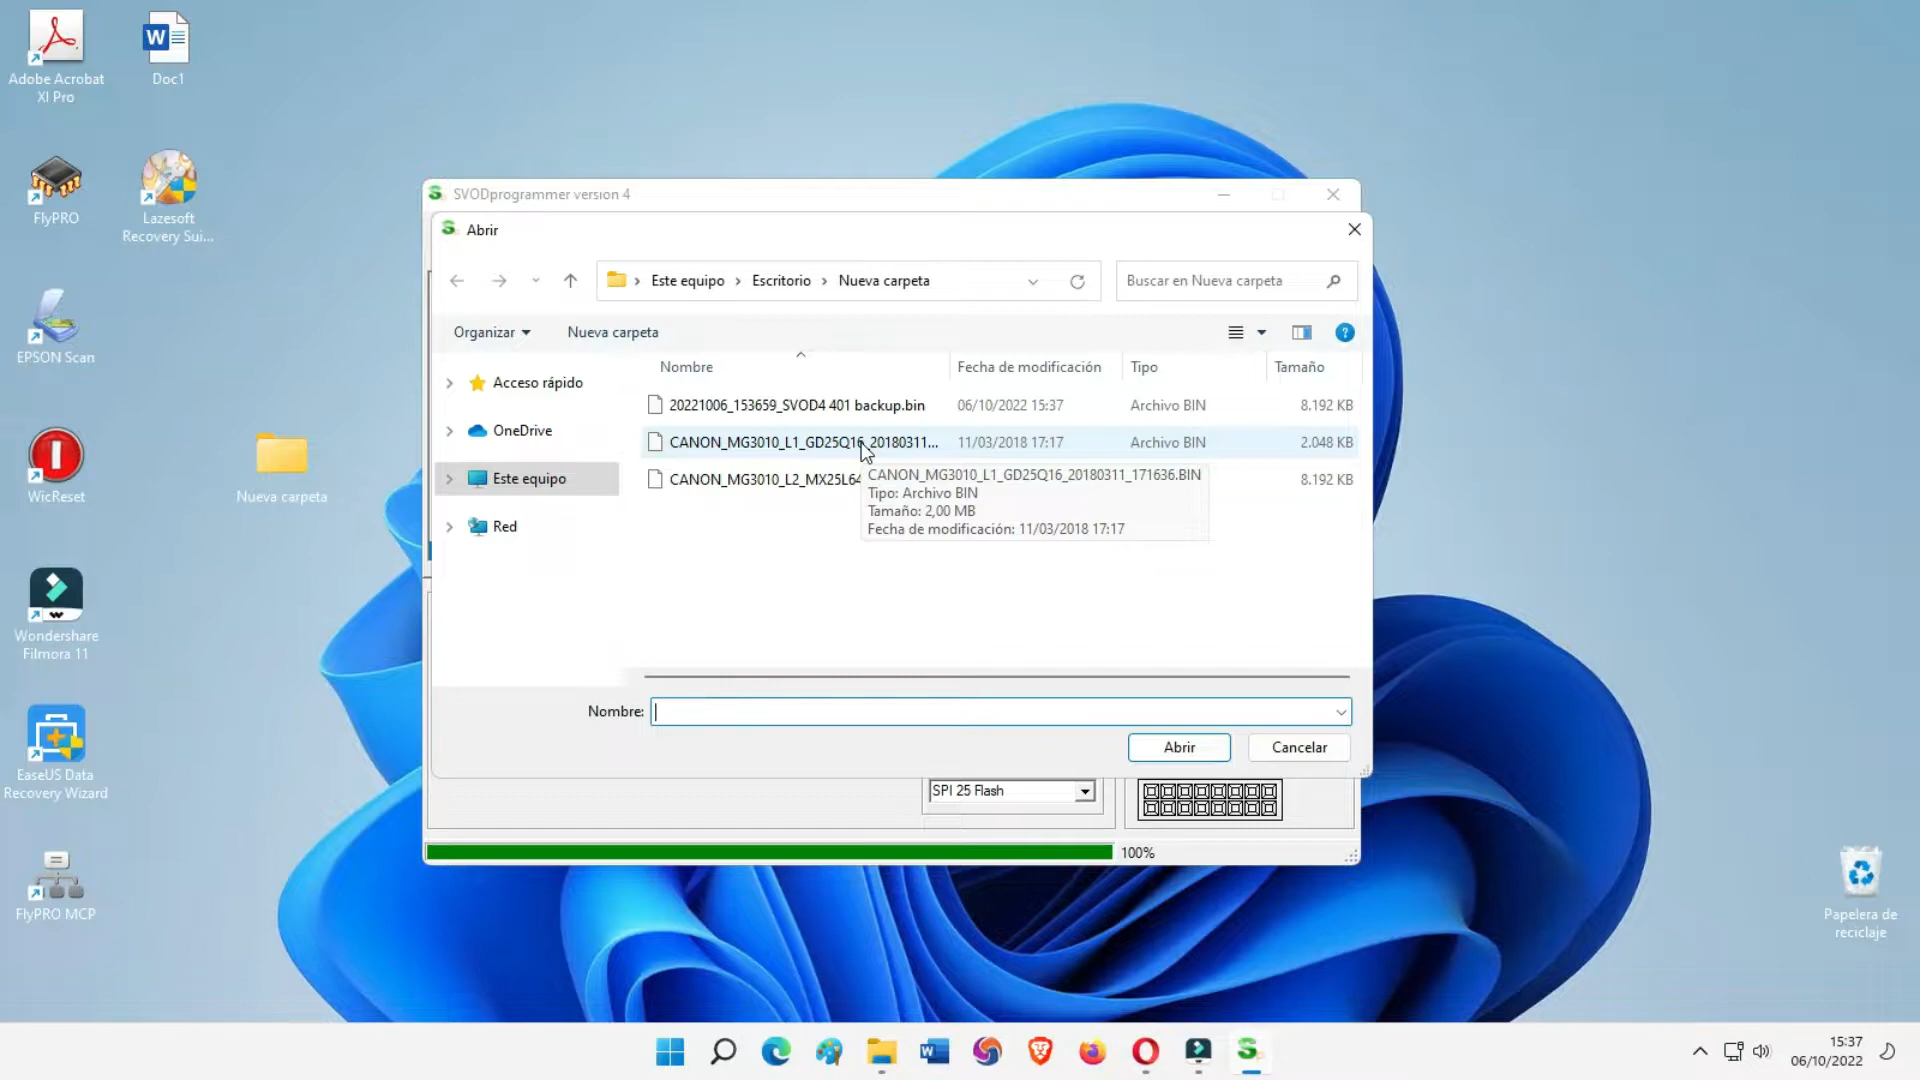 Adobe Acrobat
XI Pro
Doc1
FlyPRO
Lazesoft
Recovery Sui...
EPSON Scan
WicReset
Nueva carpeta
Wondershare
Filmora 11
EaseUS Data
Recovery Wizard
FlyPRO MCP
SVODprogrammer version 4
Abrir
Este equipo > Escritorio > Nueva carpeta
Buscar en Nueva carpeta
Organizar
Nueva carpeta
Nombre
Fecha de modificación
Tipo
Tamaño
Acceso rápido
OneDrive
Este equipo
Red
20221006_153659_SVOD4 401 backup.bin 06/10/2022 15:37 Archivo BIN 8.192 KB
CANON_MG3010_L1_GD25Q16_20180311... 11/03/2018 17:17 Archivo BIN 2.048 KB
CANON_MG3010_L2_MX25L64 8.192 KB
CANON_MG3010_L1_GD25Q16_20180311_171636.BIN
Tipo: Archivo BIN
Tamaño: 2,00 MB
Fecha de modificación: 11/03/2018 17:17
Nombre:
Abrir
Cancelar
SPI 25 Flash
100%
Papelera de
reciclaje
15:37
06/10/2022